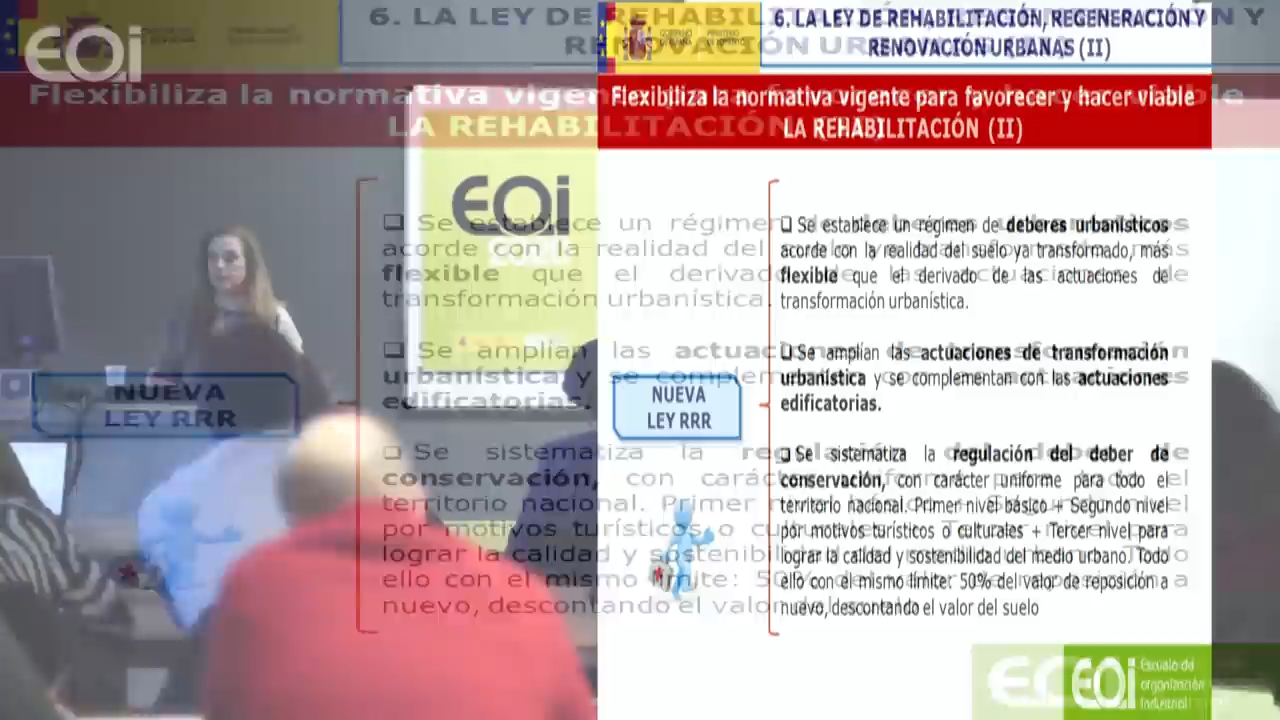 EOi
6. LA LEY DE REHABILITACIÓN, REGENERACIÓN Y
RENOVACIÓN URBANAS (II)
Flexibiliza la normativa vigente para favorecer y hacer viable
LA REHABILITACIÓN (II)
EOi
❑ Se establece un régimen de deberes urbanísticos
acorde con la realidad del suelo ya transformado, más
flexible que el derivado de las actuaciones de
transformación urbanística.
❑ Se amplían las actuaciones de transformación
urbanística y se complementan con las actuaciones
edificatorias.
NUEVA
LEY RRR
❑ Se sistematiza la regulación del deber de
conservación, con carácter uniforme para todo el
territorio nacional. Primer nivel básico + Segundo nivel
por motivos turísticos o culturales + Tercer nivel para
lograr la calidad y sostenibilidad del medio urbano. Todo
ello con el mismo límite: 50% del valor de reposición a
nuevo, descontando el valor del suelo
EOi
Escuela de
organización
industrial